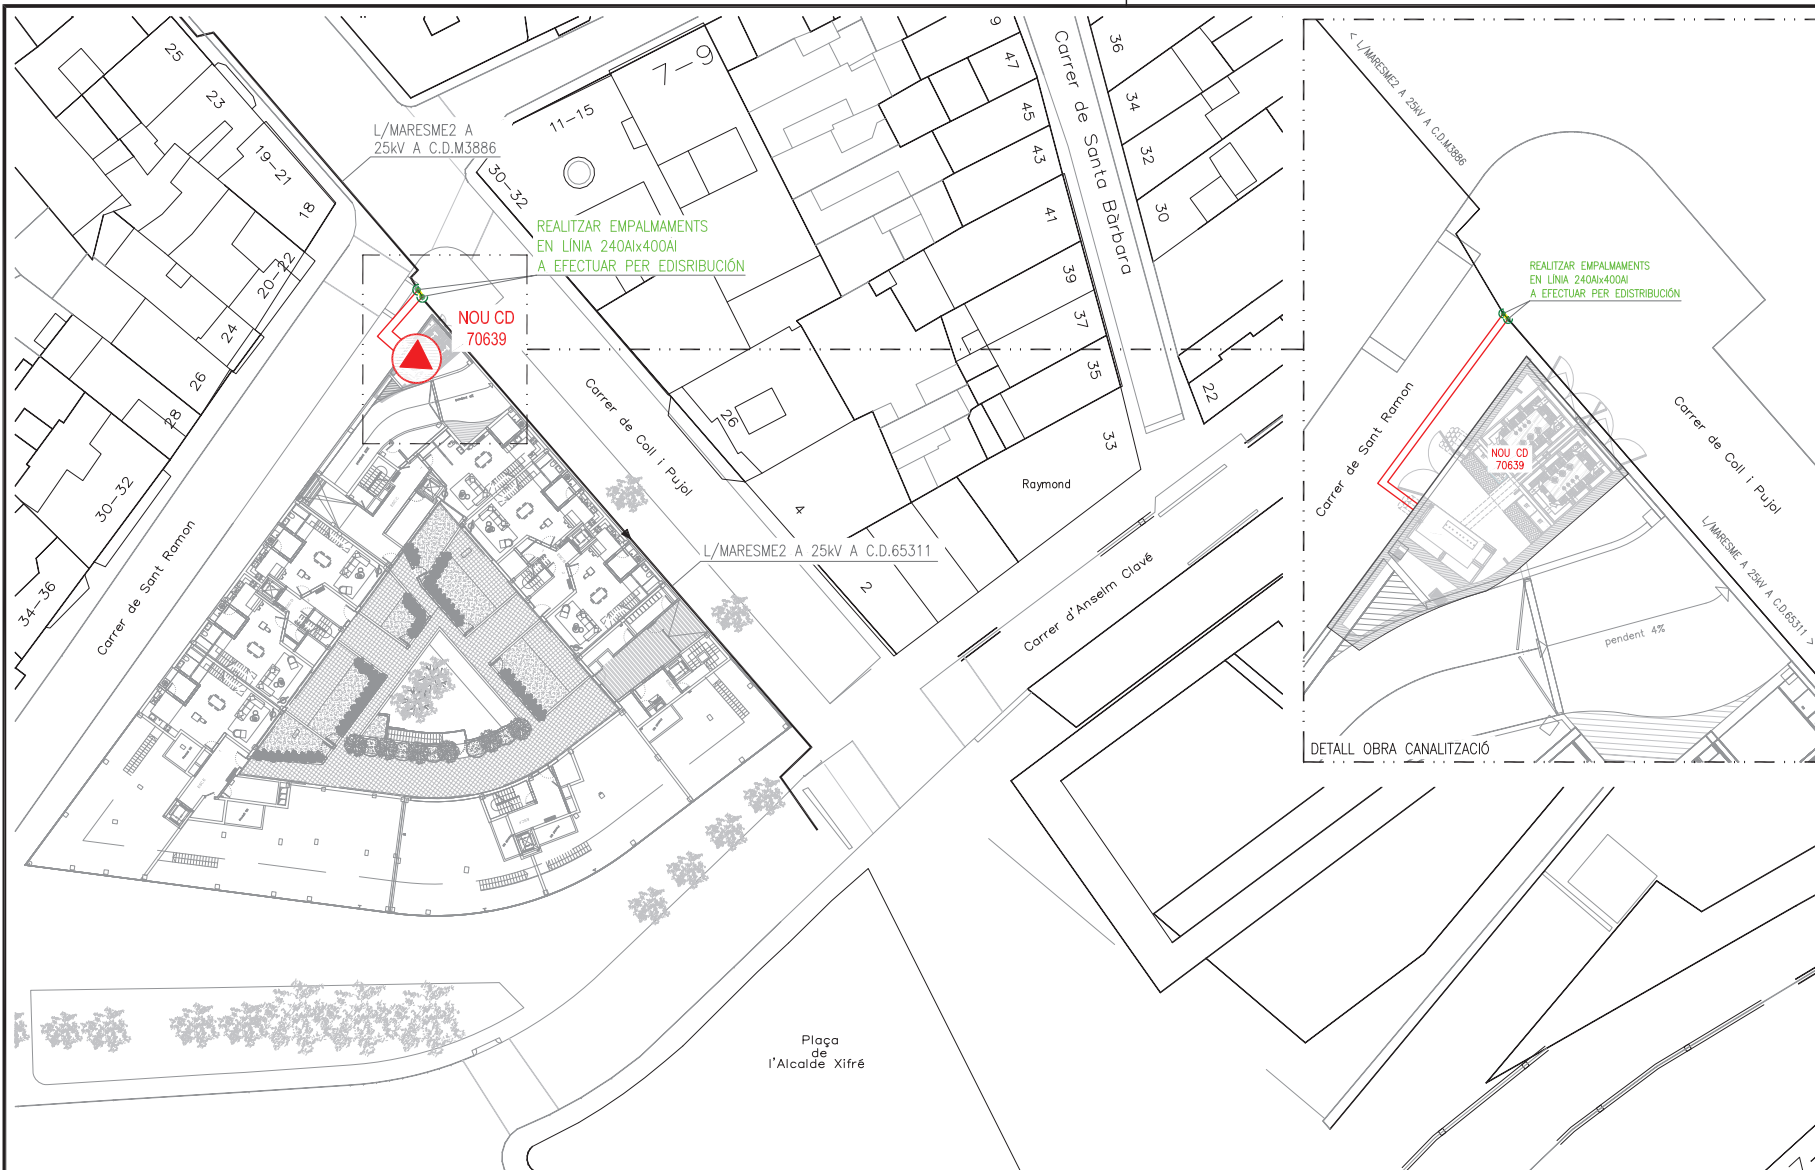 25
23
19-21
18
20-22
24
26
28
30-32
34-36
Carrer de Sant Ramon
L/MARESME2 A
25kV A C.D.M3886
11-15
7-9
30-32
REALITZAR EMPALMAMENTS
EN LÍNIA 240Alx400Al
A EFECTUAR PER EDISRIBUCIÓN
NOU CD
70639
Carrer de Coll i Pujol
26
4
2
L/MARESME2 A 25kV A C.D.65311
9
47
45
43
41
39
37
35
33
Raymond
Carrer de Santa Bàrbara
36
34
32
30
22
Carrer d'Anselm Clavé
Plaça
de
l'Alcalde Xifré
< L/MARESME2 A 25kV A C.D.M3886
REALITZAR EMPALMAMENTS
EN LÍNIA 240Alx400Al
A EFECTUAR PER EDISTRIBUCIÓN
Carrer de Sant Ramon
NOU CD
70639
Carrer de Coll i Pujol
L/MARESME A 25kV A C.D.65311 >
pendent 4%
DETALL OBRA CANALITZACIÓ